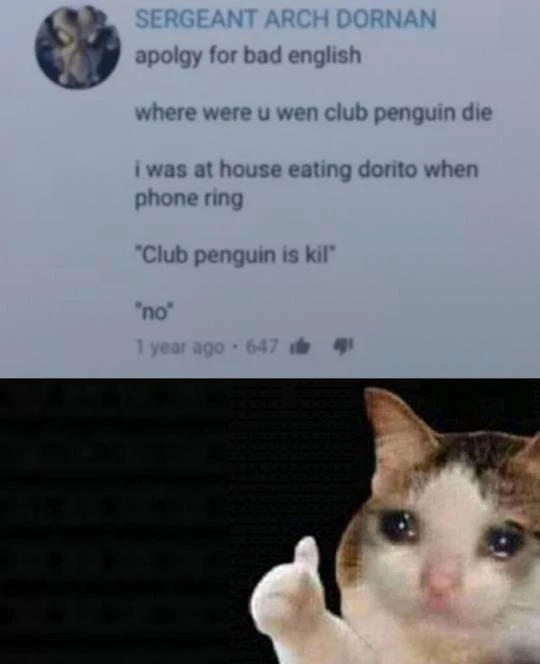 SERGEANT ARCH DORNAN
apolgy for bad english
where were u wen club penguin die
i was at house eating dorito when
phone ring
"Club penguin is kil"
"no"
1 year ago · 647